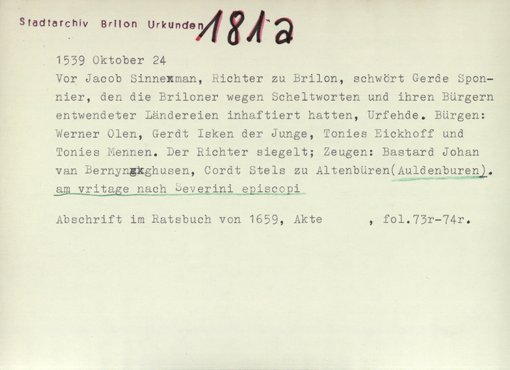 Stadtarchiv Brilon Urkunden 181a
1539 Oktober 24
Vor Jacob Sinnexman, Richter zu Brilon, schwört Gerde Spon-
nier, den die Briloner wegen Scheltworten und ihren Bürgern
entwendeter Ländereien inhaftiert hatten, Urfehde. Bürgen:
Werner Olen, Gerdt Isken der Junge, Tonies Eickhoff und
Tonies Mennen. Der Richter siegelt; Zeugen: Bastard Johan
van Cordt Stels zu Altenbüren(Auldenburen).
am vritage nach Severini episcopi
Abschrift im Ratsbuch von 1659, Akte , fol.73r-74r.